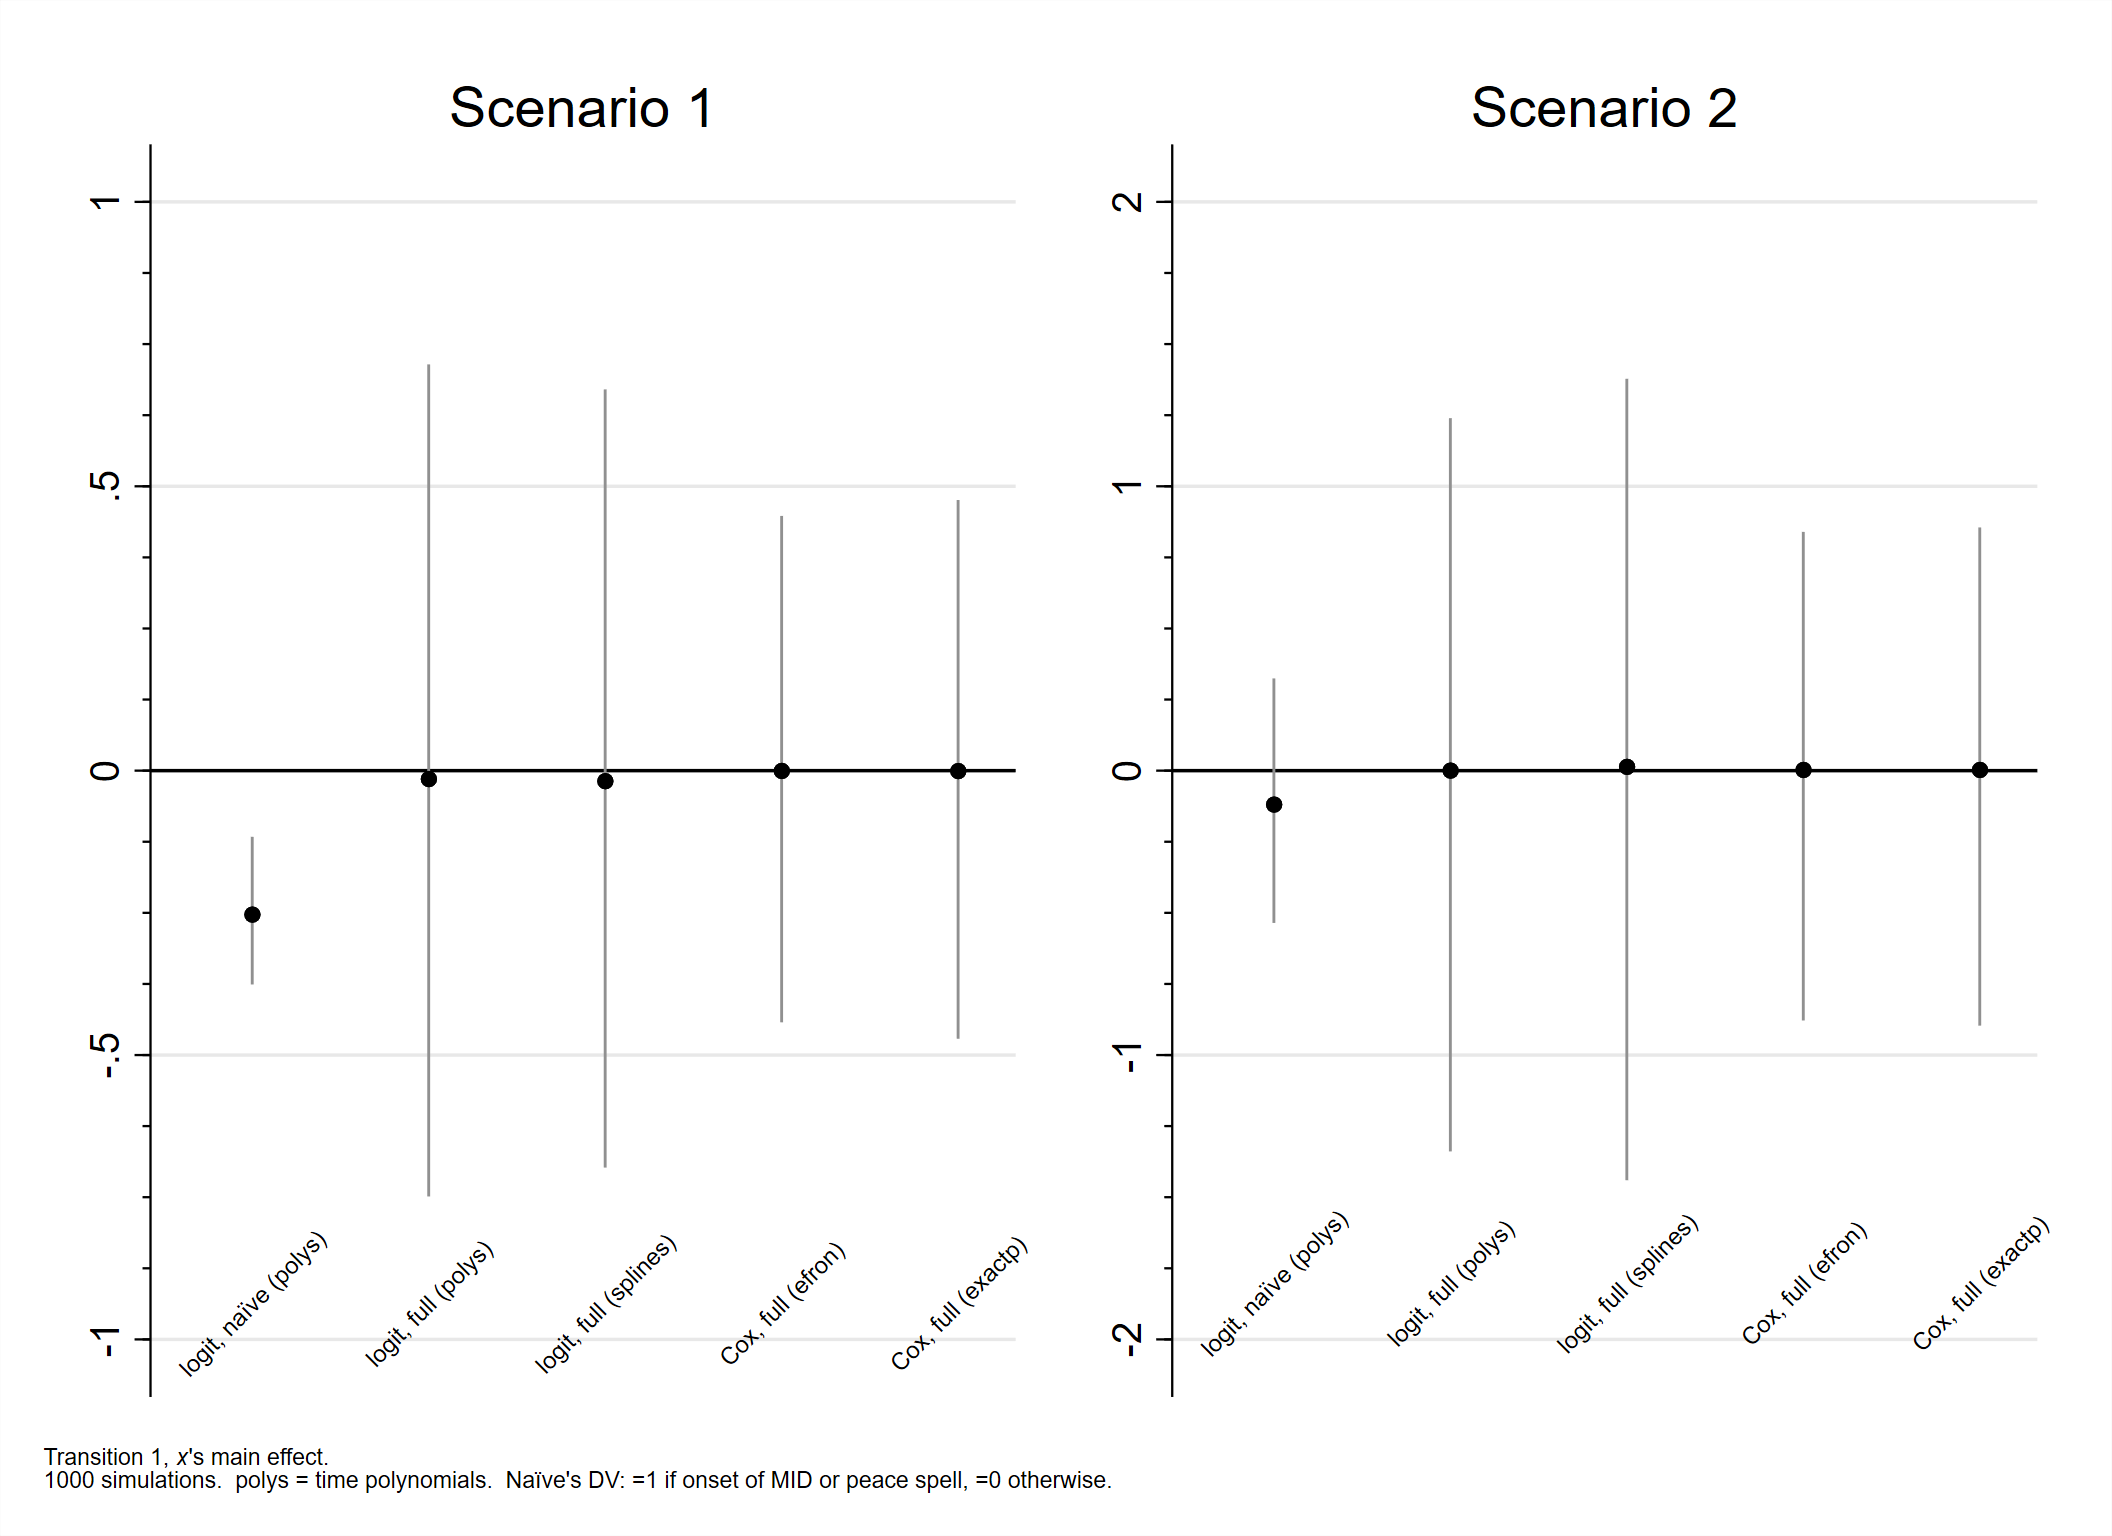 Scenario 1
1
.5
0
-.5
-1
logit, naïve (polys)
logit, full (polys)
logit, full (splines)
Cox, full (efron)
Cox, full (exactp)
Scenario 2
2
1
0
-1
-2
logit, naïve (polys)
logit, full (polys)
logit, full (splines)
Cox, full (efron)
Cox, full (exactp)
Transition 1, x's main effect.
1000 simulations.  polys = time polynomials.  Naïve's DV: =1 if onset of MID or peace spell, =0 otherwise.